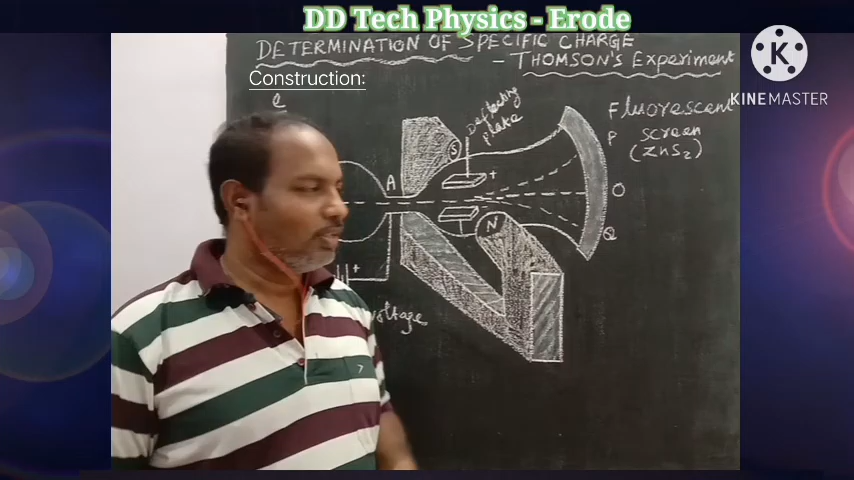 DD Tech Physics - Erode
DETERMINATION OF SPECIFIC CHARGE
- THOMSON'S Experiment
Construction:
K
KINEMASTER
Deflecting
plate
Fluorescent
screen
(ZnS2)
P
e
A
S
+
O
N
Q
+
voltage